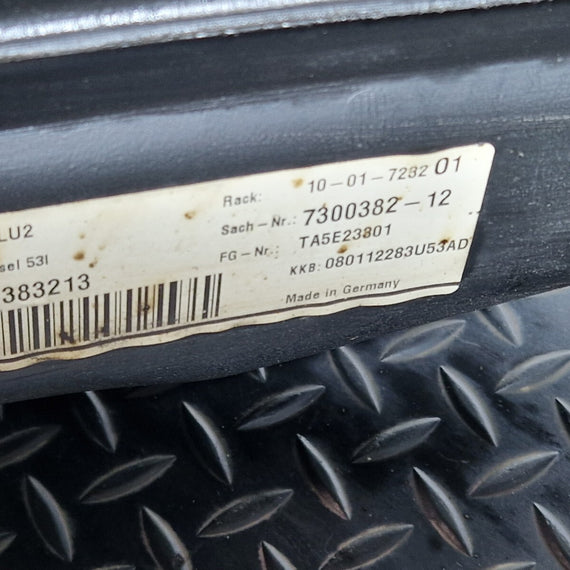 Rack: 10-01-7232 01
LU2
Sach-Nr.: 7300382-12
sel 53l
FG-Nr.: TA5E23801
383213
KKB: 080112283U53AD
Made in Germany